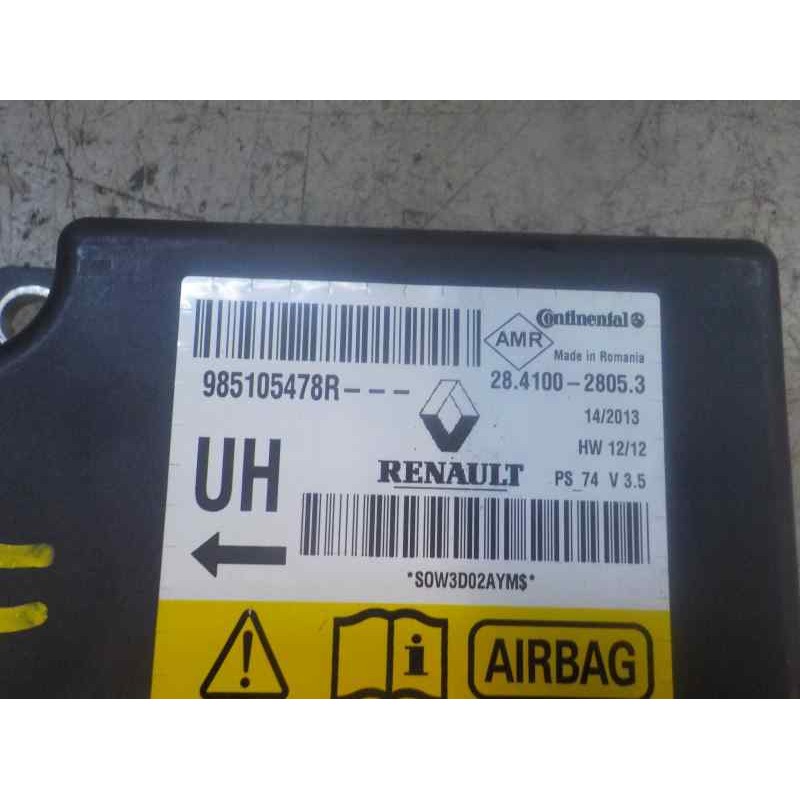 Continental
AMR
Made in Romania
985105478R---
28.4100-2805.3
14/2013
UH
HW 12/12
RENAULT
PS_74 V 3.5
*SOW3D02AYM$*
AIRBAG